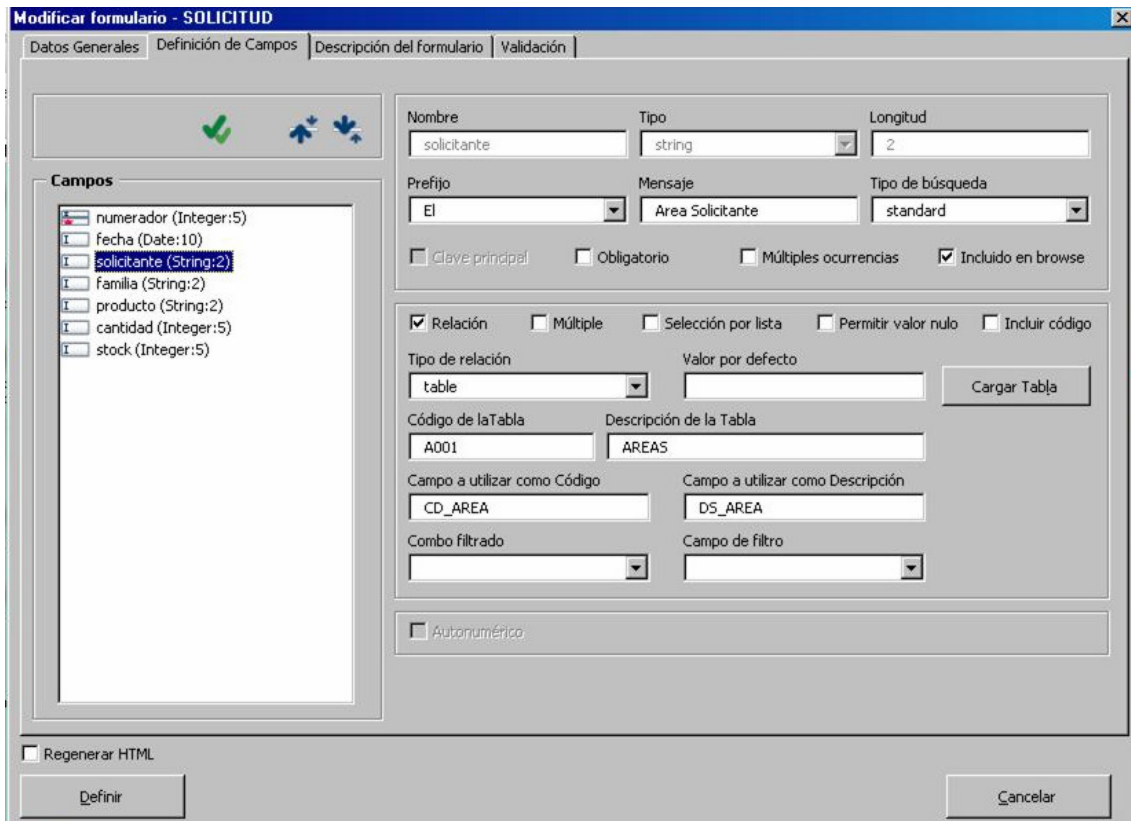 Modificar formulario - SOLICITUD
Datos Generales Definición de Campos Descripción del formulario Validación
Nombre Tipo Longitud
solicitante string 2
Campos
Prefijo Mensaje Tipo de búsqueda
El Area Solicitante standard
numerador (Integer:5)
fecha (Date:10)
solicitante (String:2)
familia (String:2)
producto (String:2)
cantidad (Integer:5)
stock (Integer:5)
Clave principal Obligatorio Múltiples ocurrencias Incluido en browse
Relación Múltiple Selección por lista Permitir valor nulo Incluir código
Tipo de relación Valor por defecto
table Cargar Tabla
Código de laTabla Descripción de la Tabla
A001 AREAS
Campo a utilizar como Código Campo a utilizar como Descripción
CD_AREA DS_AREA
Combo filtrado Campo de filtro
Autonumérico
Regenerar HTML
Definir Cancelar